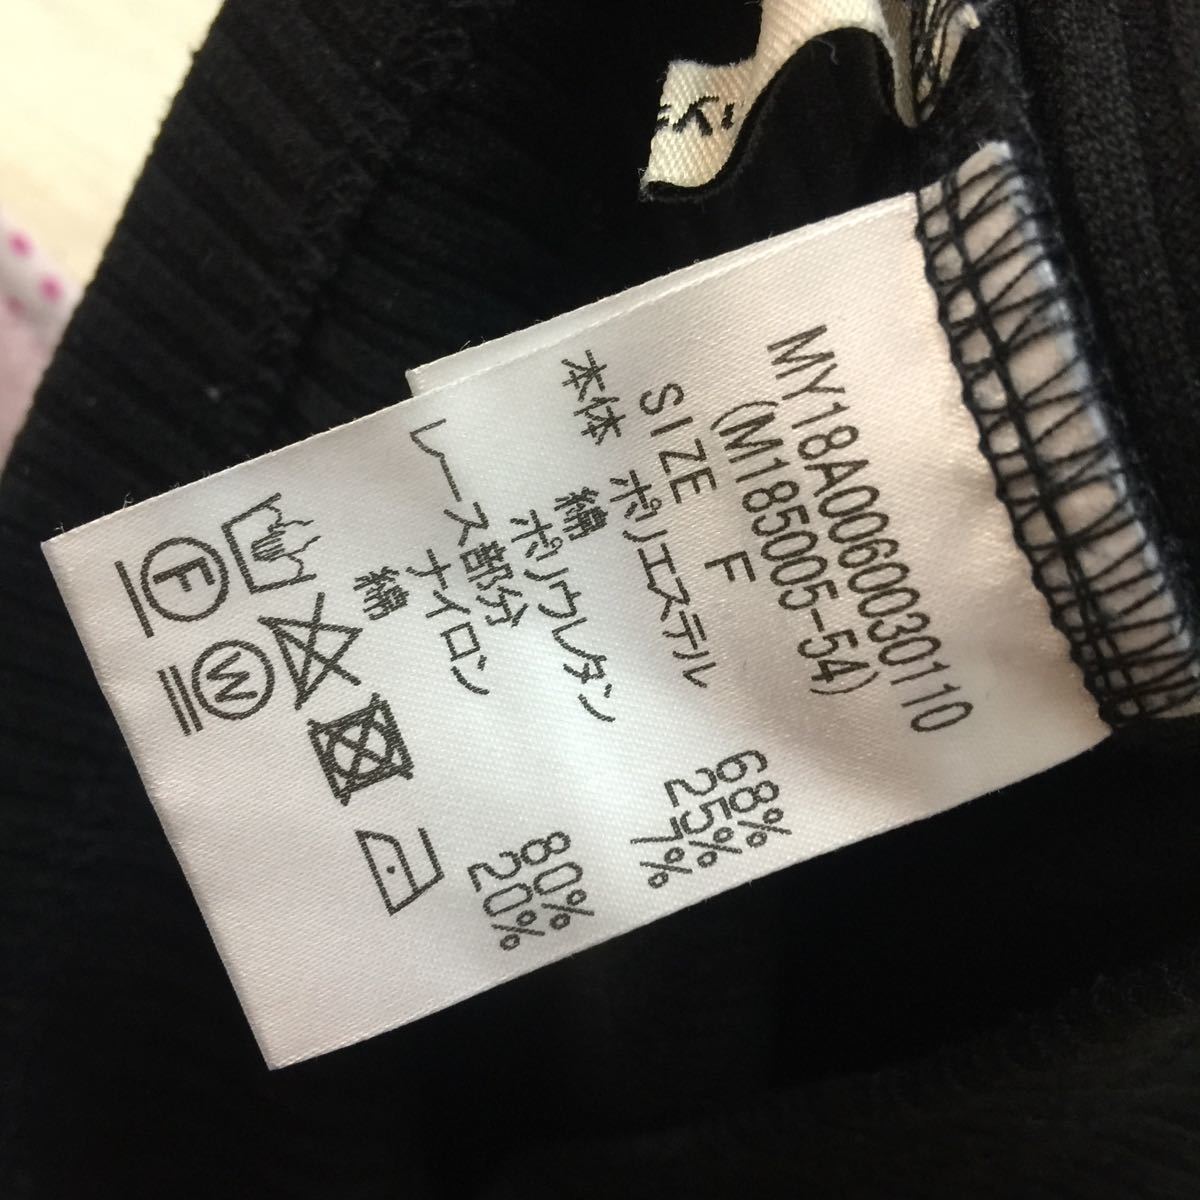 MY18A0060030110
(M185005-54)
SIZE F
本体 ポリエステル 68%
綿 25%
ポリウレタン 7%
レース部分
ナイロン 80%
綿 20%
F
W